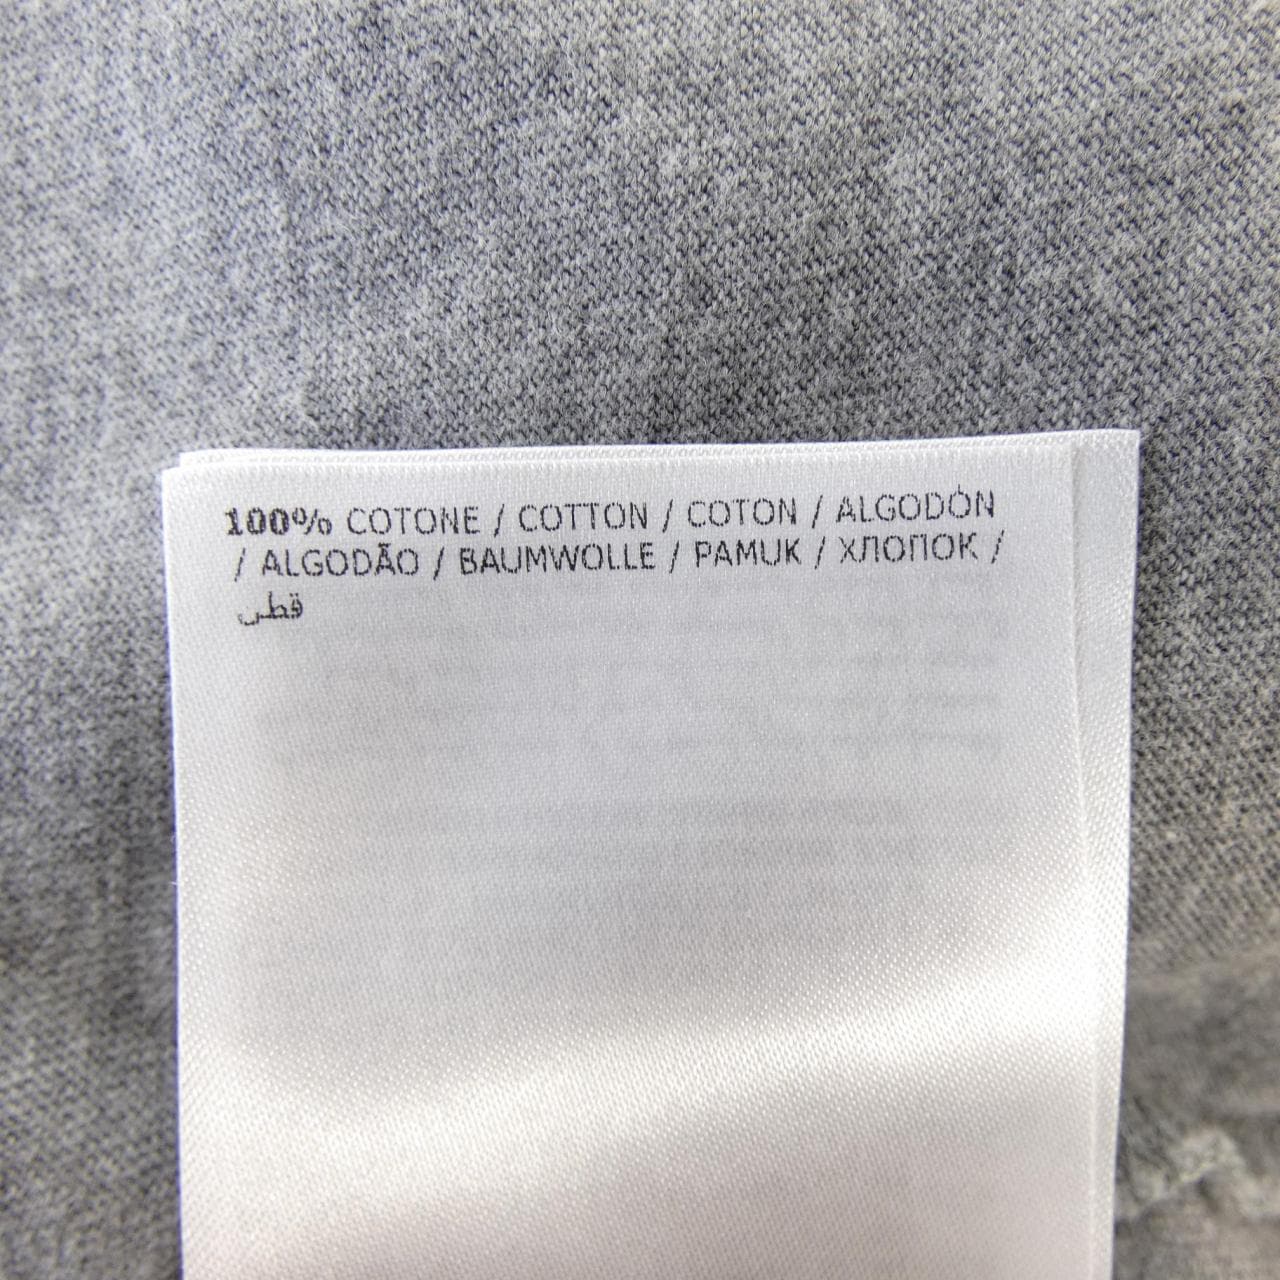 100% COTONE / COTTON / COTON / ALGODÓN
/ ALGODÃO / BAUMWOLLE / PAMUK / ХЛОПОК /
قطن